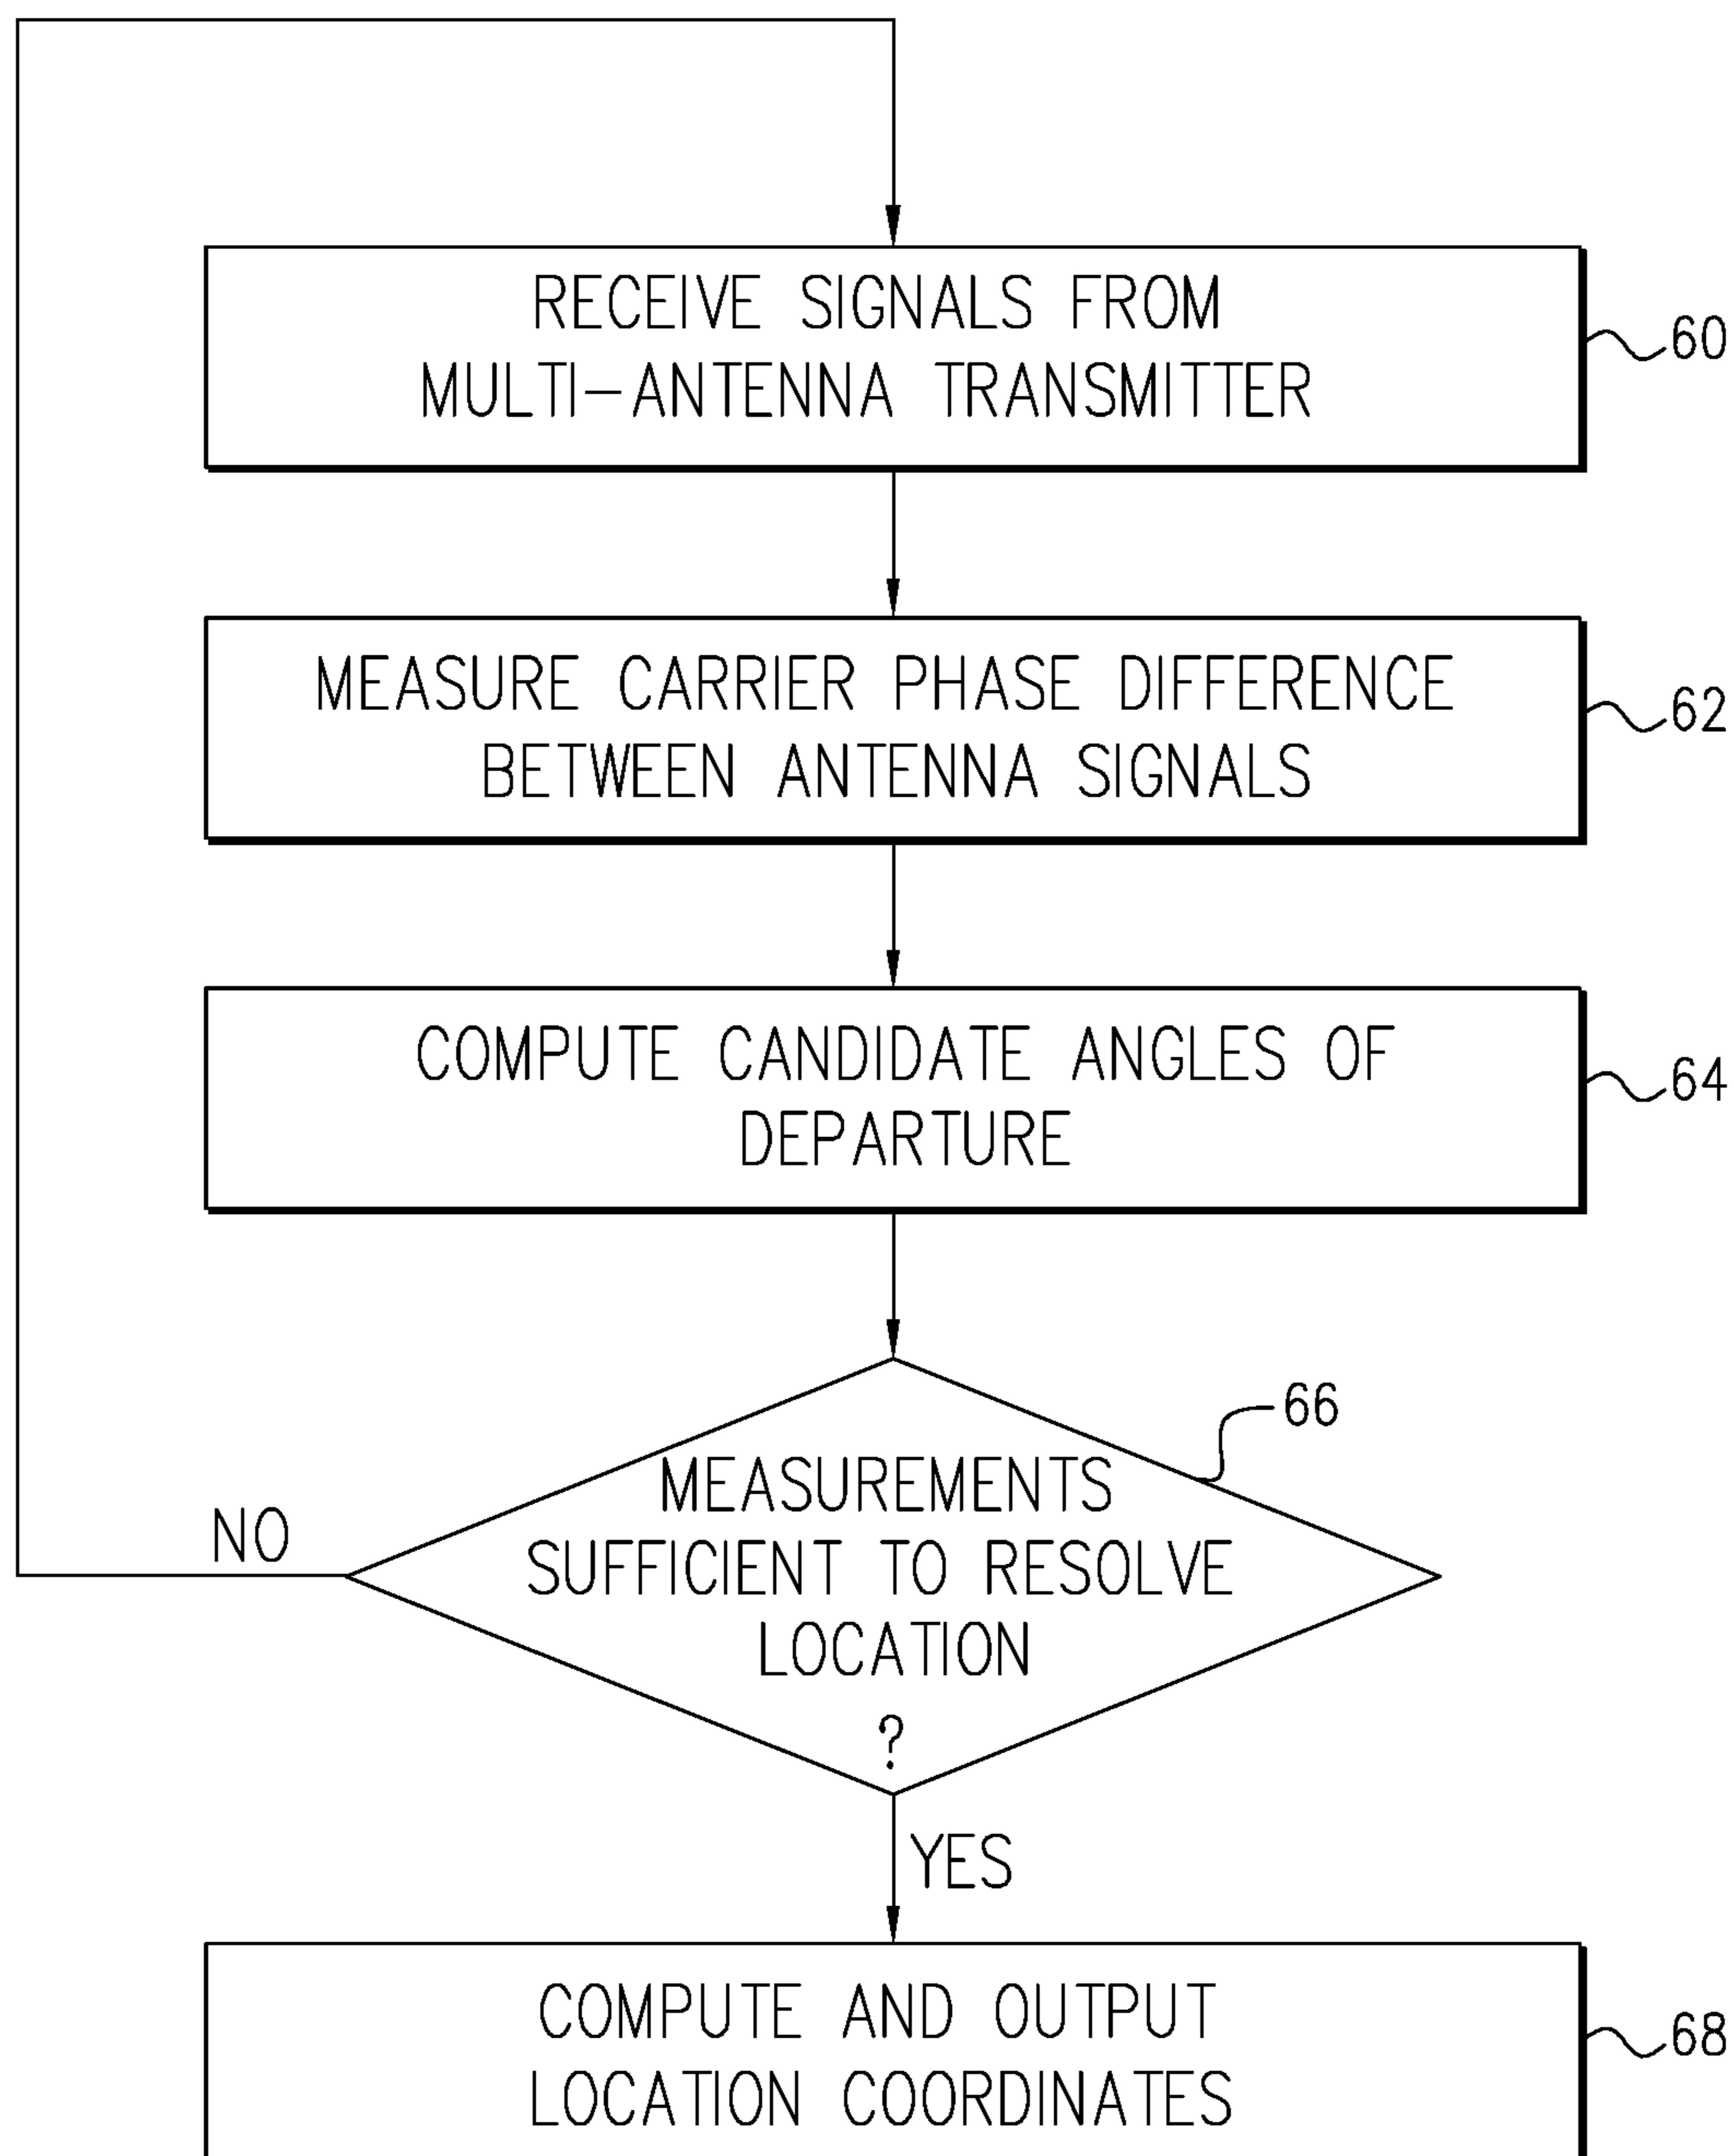 RECEIVE SIGNALS FROM
MULTI-ANTENNA TRANSMITTER
60
MEASURE CARRIER PHASE DIFFERENCE
BETWEEN ANTENNA SIGNALS
62
COMPUTE CANDIDATE ANGLES OF
DEPARTURE
64
66
MEASUREMENTS
SUFFICIENT TO RESOLVE
LOCATION
?
NO
YES
COMPUTE AND OUTPUT
LOCATION COORDINATES
68